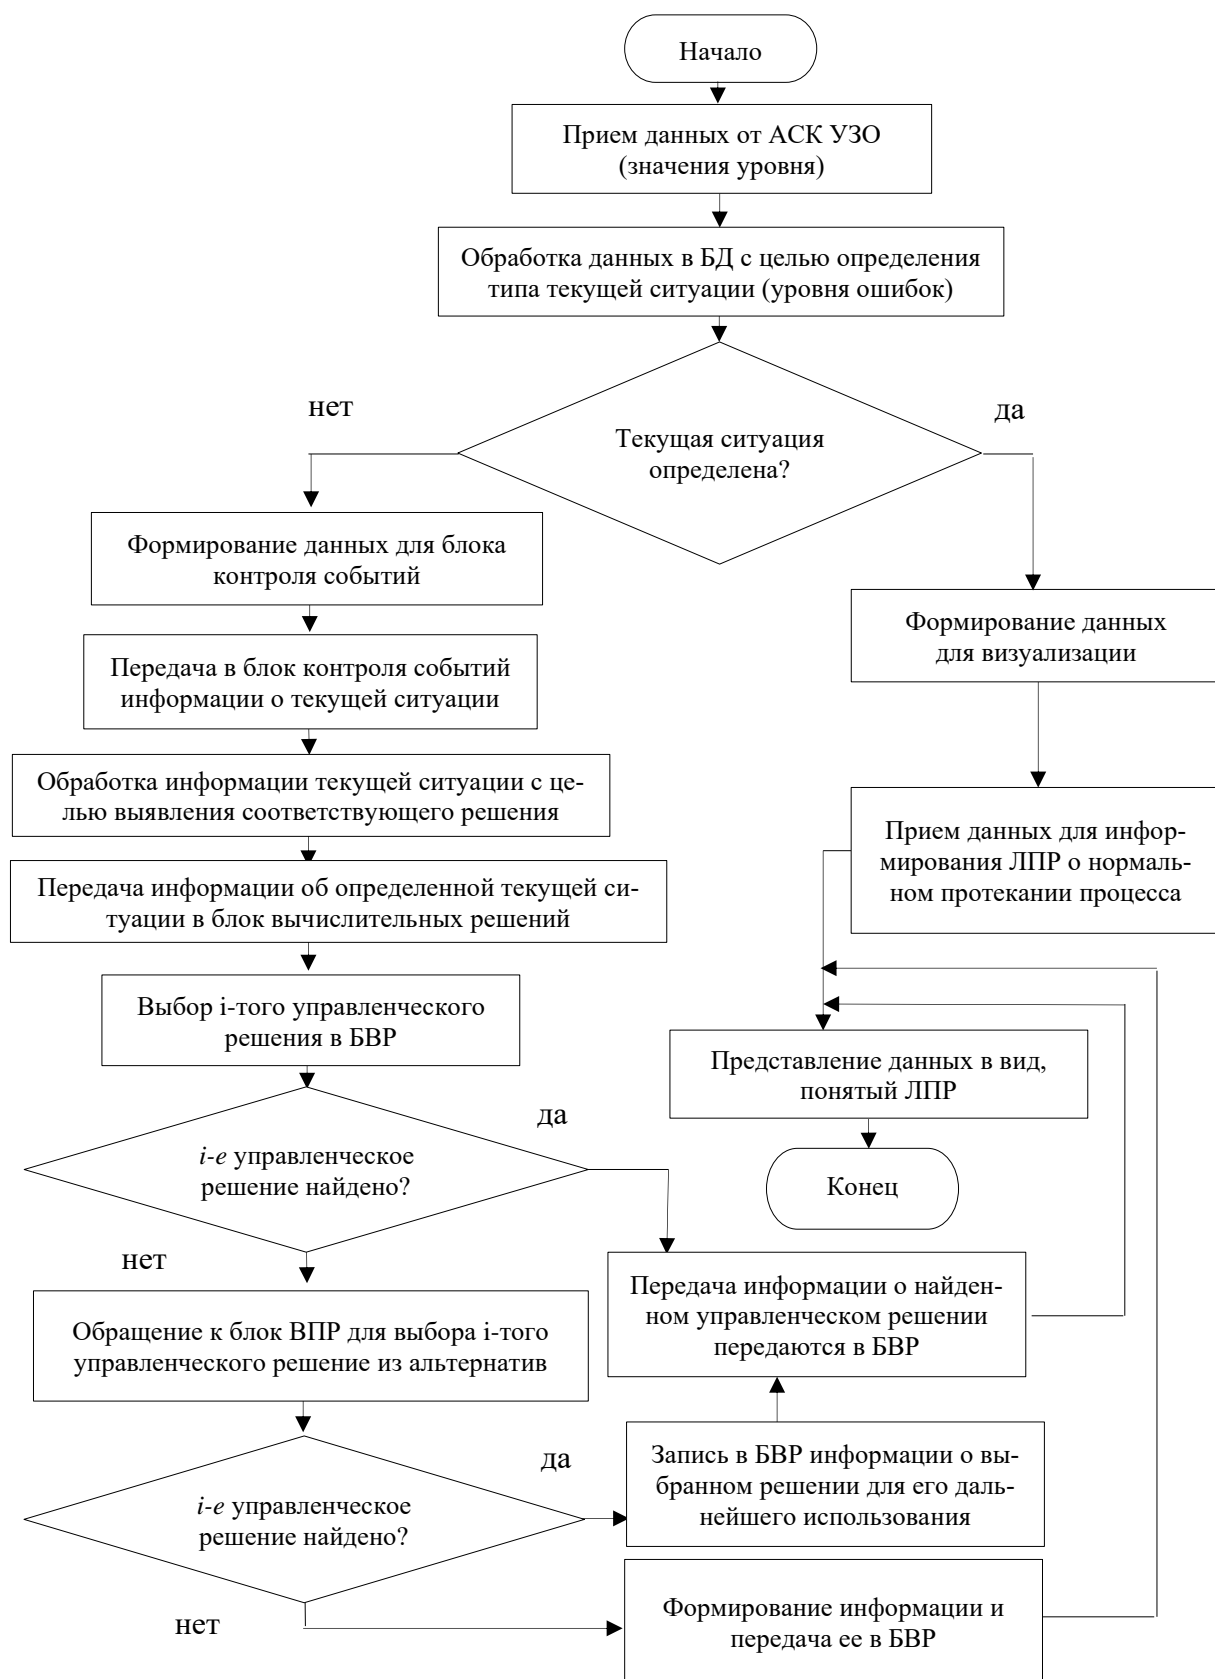 Начало
Прием данных от АСК УЗО
(значения уровня)
Обработка данных в БД с целью определения
типа текущей ситуации (уровня ошибок)
нет
да
Текущая ситуация
определена?
Формирование данных для блока
контроля событий
Формирование данных
для визуализации
Передача в блок контроля событий
информации о текущей ситуации
Обработка информации текущей ситуации с це-
лью выявления соответствующего решения
Прием данных для инфор-
мирования ЛПР о нормаль-
ном протекании процесса
Передача информации об определенной текущей си-
туации в блок вычислительных решений
Выбор i-того управленческого
решения в БВР
Представление данных в вид,
понятый ЛПР
да
i-е управленческое
решение найдено?
Конец
нет
Передача информации о найден-
ном управленческом решении
передаются в БВР
Обращение к блок ВПР для выбора i-того
управленческого решение из альтернатив
да
Запись в БВР информации о вы-
бранном решении для его даль-
нейшего использования
i-е управленческое
решение найдено?
нет
Формирование информации и
передача ее в БВР